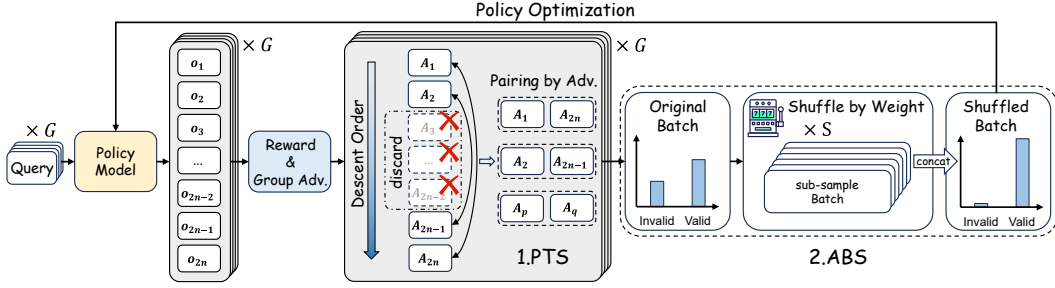 Policy Optimization
× G
Query
Policy
Model
× G
o₁
o₂
o₃
...
o₂ₙ₋₂
o₂ₙ₋₁
o₂ₙ
Reward
&
Group Adv.
× G
Descent Order
discard
A₁
A₂
A₃
...
A₂ₙ₋₂
A₂ₙ₋₁
A₂ₙ
Pairing by Adv.
A₁ A₂ₙ
A₂ A₂ₙ₋₁
Aₚ A_q
1.PTS
Original
Batch
Invalid Valid
777
Shuffle by Weight
× S
sub-sample
Batch
concat
Shuffled
Batch
Invalid Valid
2.ABS